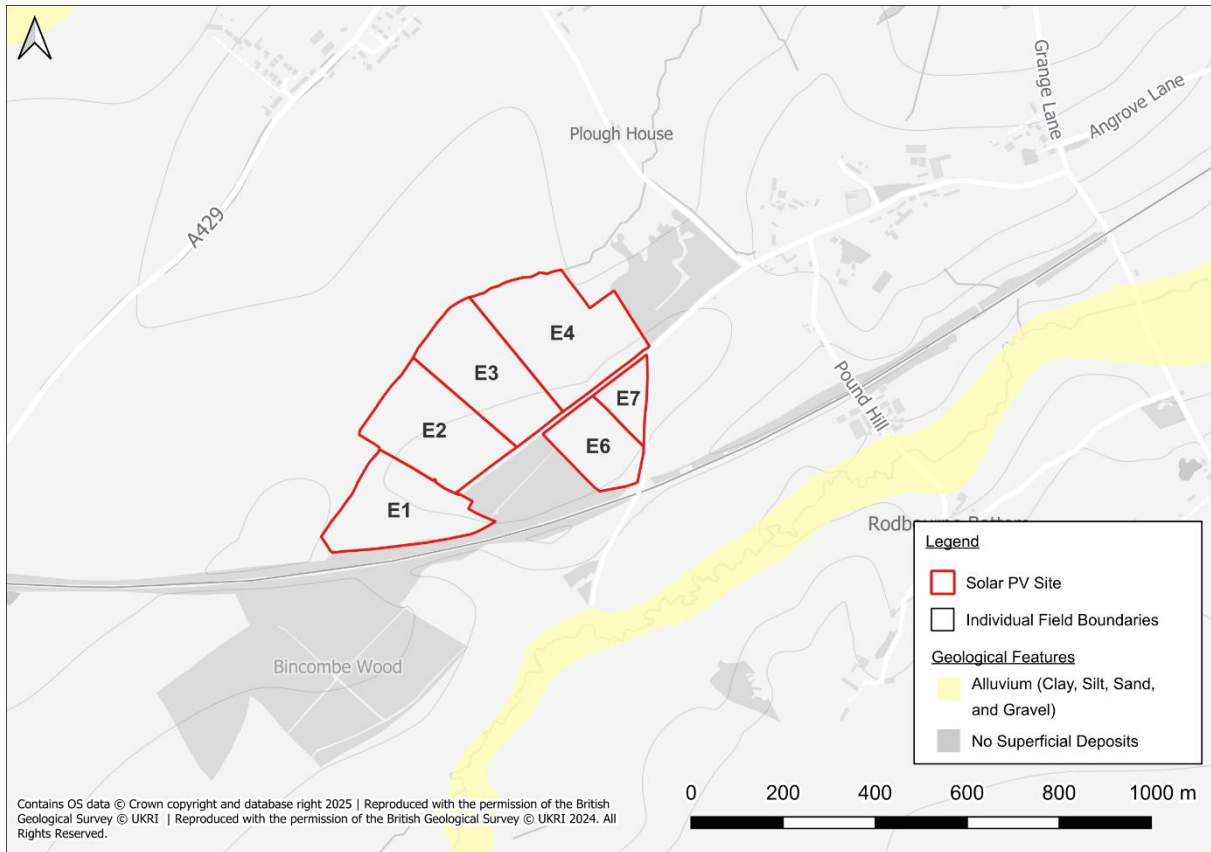 Plough House
Grange Lane
Angrove Lane
A429
E4
E3
E7
E2
E6
E1
Pound Hill
Rodbourne Bottom
Bincombe Wood
Legend
Solar PV Site
Individual Field Boundaries
Geological Features
Alluvium (Clay, Silt, Sand,
and Gravel)
No Superficial Deposits
0 200 400 600 800 1000 m
Contains OS data © Crown copyright and database right 2025 | Reproduced with the permission of the British
Geological Survey © UKRI | Reproduced with the permission of the British Geological Survey © UKRI 2024. All
Rights Reserved.